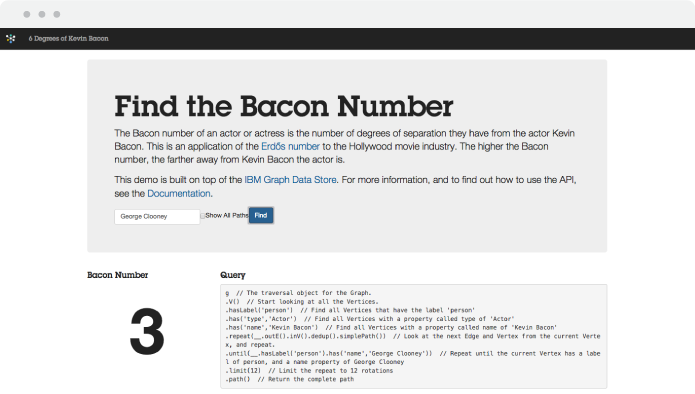 6 Degrees of Kevin Bacon
Find the Bacon Number
The Bacon number of an actor or actress is the number of degrees of separation they have from the actor Kevin
Bacon. This is an application of the Erdős number to the Hollywood movie industry. The higher the Bacon
number, the farther away from Kevin Bacon the actor is.
This demo is built on top of the IBM Graph Data Store. For more information, and to find out how to use the API,
see the Documentation.
George Clooney Show All Paths Find
Bacon Number
3
Query
g  // The traversal object for the Graph.
.V()  // Start looking at all the Vertices.
.hasLabel('person')  // Find all Vertices that have the label 'person'
.has('type','Actor')  // Find all Vertices with a property called type of 'Actor'
.has('name','Kevin Bacon')  // Find all Vertices with a property called name of 'Kevin Bacon'
.repeat(__.outE().inV().dedup().simplePath())  // Look at the next Edge and Vertex from the current Verte
x, and repeat.
.until(__.hasLabel('person').has('name','George Clooney'))  // Repeat until the current Vertex has a labe
l of person, and a name property of George Clooney
.limit(12)  // Limit the repeat to 12 rotations
.path()  // Return the complete path